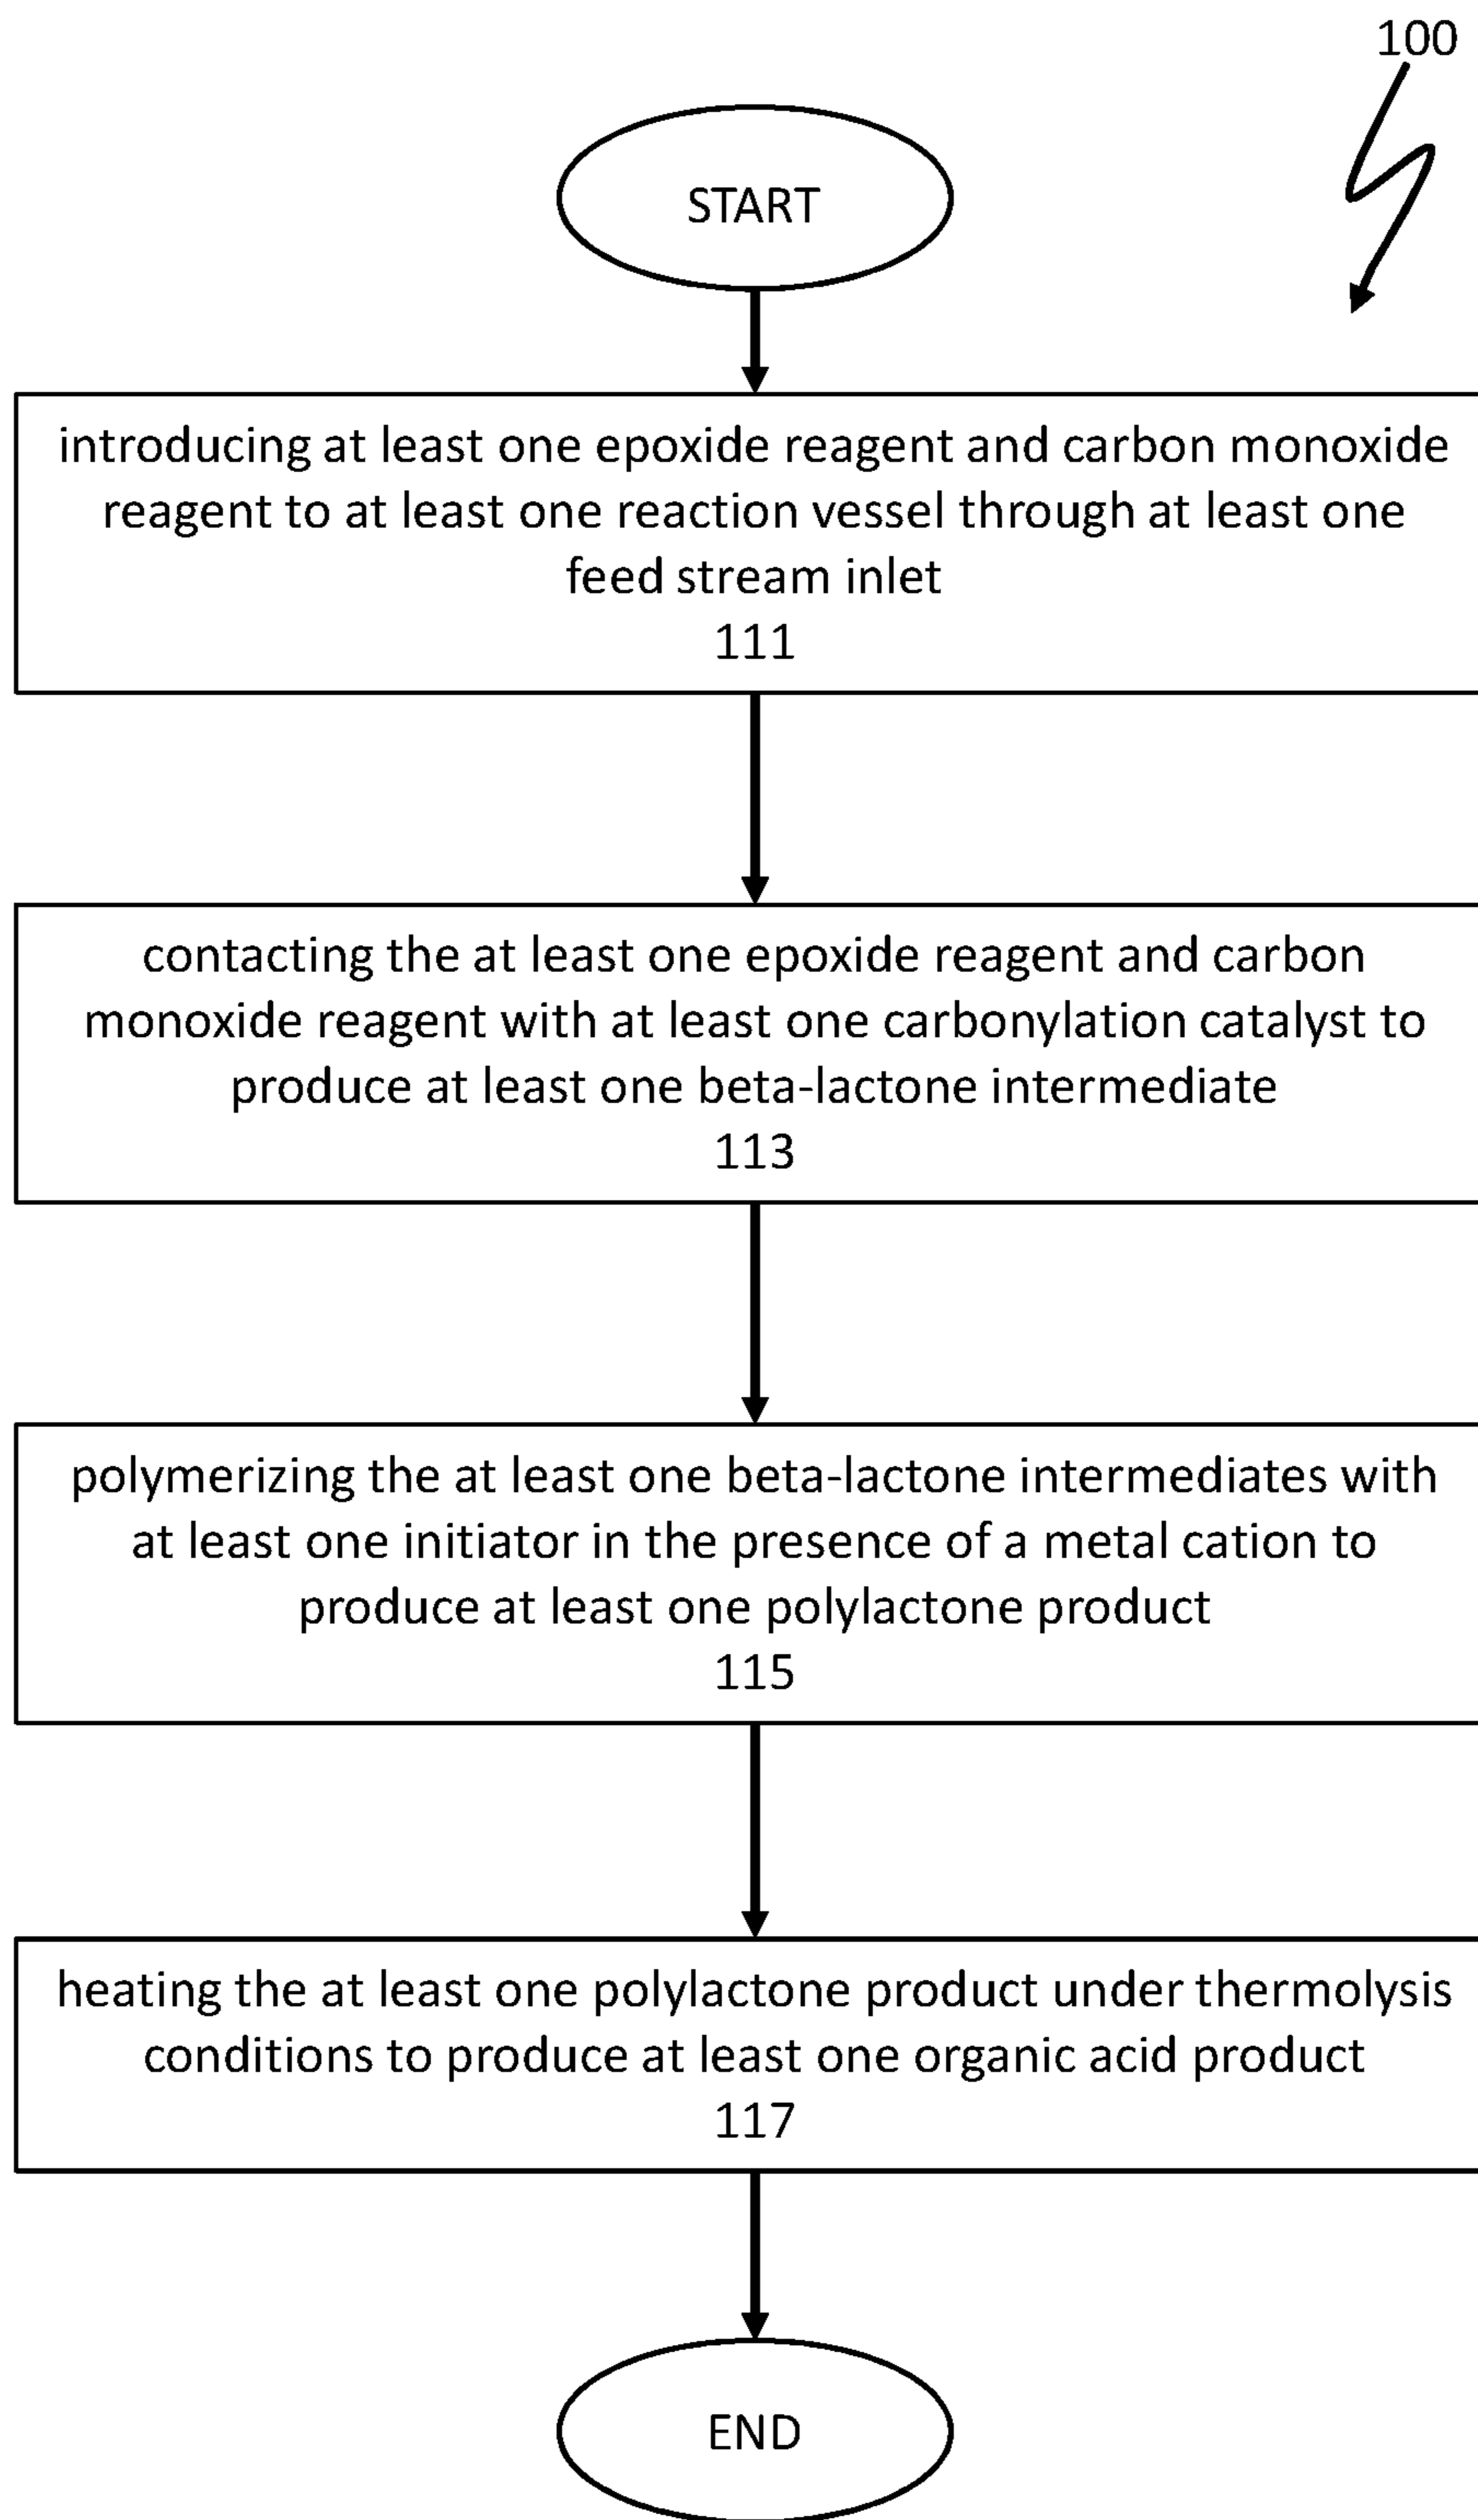 100
START
introducing at least one epoxide reagent and carbon monoxide
reagent to at least one reaction vessel through at least one
feed stream inlet
111
contacting the at least one epoxide reagent and carbon
monoxide reagent with at least one carbonylation catalyst to
produce at least one beta-lactone intermediate
113
polymerizing the at least one beta-lactone intermediates with
at least one initiator in the presence of a metal cation to
produce at least one polylactone product
115
heating the at least one polylactone product under thermolysis
conditions to produce at least one organic acid product
117
END